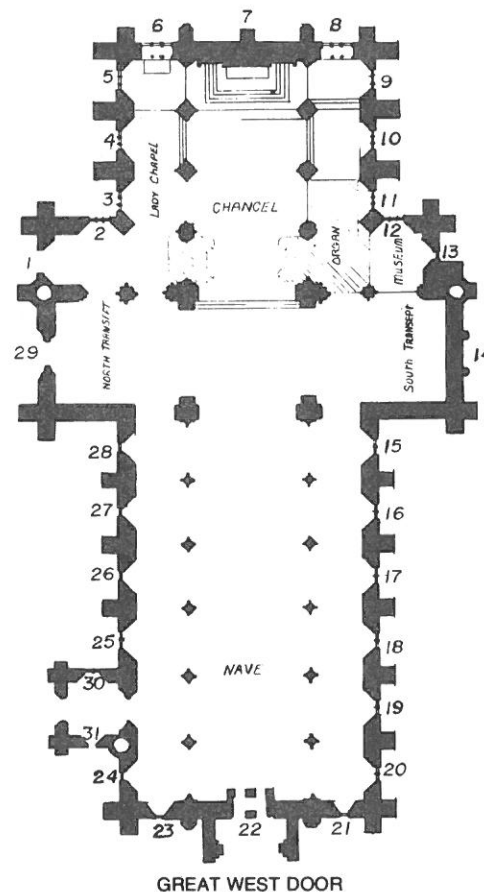 6 7 8
5 9
4 10
LADY CHAPEL
3 11
CHANCEL
2 12
ORGAN
MUSEUM
1 13
NORTH TRANSEPT
SOUTH TRANSEPT
29 14
28 15
27 16
26 17
25 18
30 NAVE 19
31
24 20
23 22 21
GREAT WEST DOOR